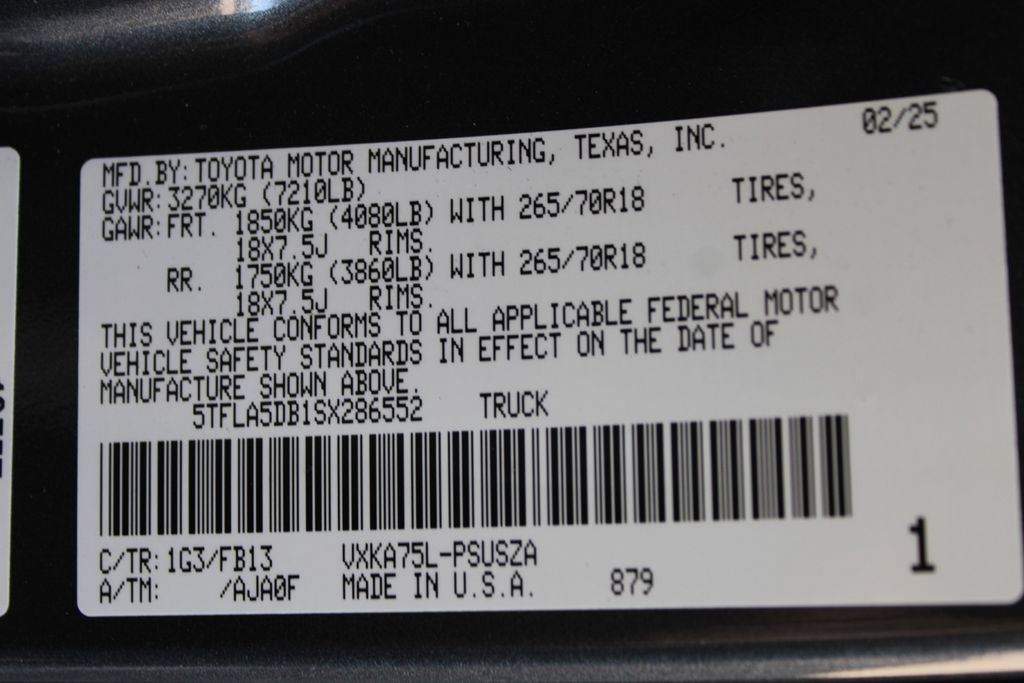 02/25
MFD.BY: TOYOTA MOTOR MANUFACTURING, TEXAS, INC.
GVWR: 3270KG (7210LB)
GAWR: FRT. 1850KG (4080LB) WITH 265/70R18 TIRES,
18X7.5J RIMS.
RR. 1750KG (3860LB) WITH 265/70R18 TIRES,
18X7.5J RIMS.
THIS VEHICLE CONFORMS TO ALL APPLICABLE FEDERAL MOTOR
VEHICLE SAFETY STANDARDS IN EFFECT ON THE DATE OF
MANUFACTURE SHOWN ABOVE.
5TFLA5DB1SX286552 TRUCK
C/TR: 1G3/FB13 VXKA75L-PSUSZA
A/TM: /AJA0F MADE IN U.S.A. 879
1